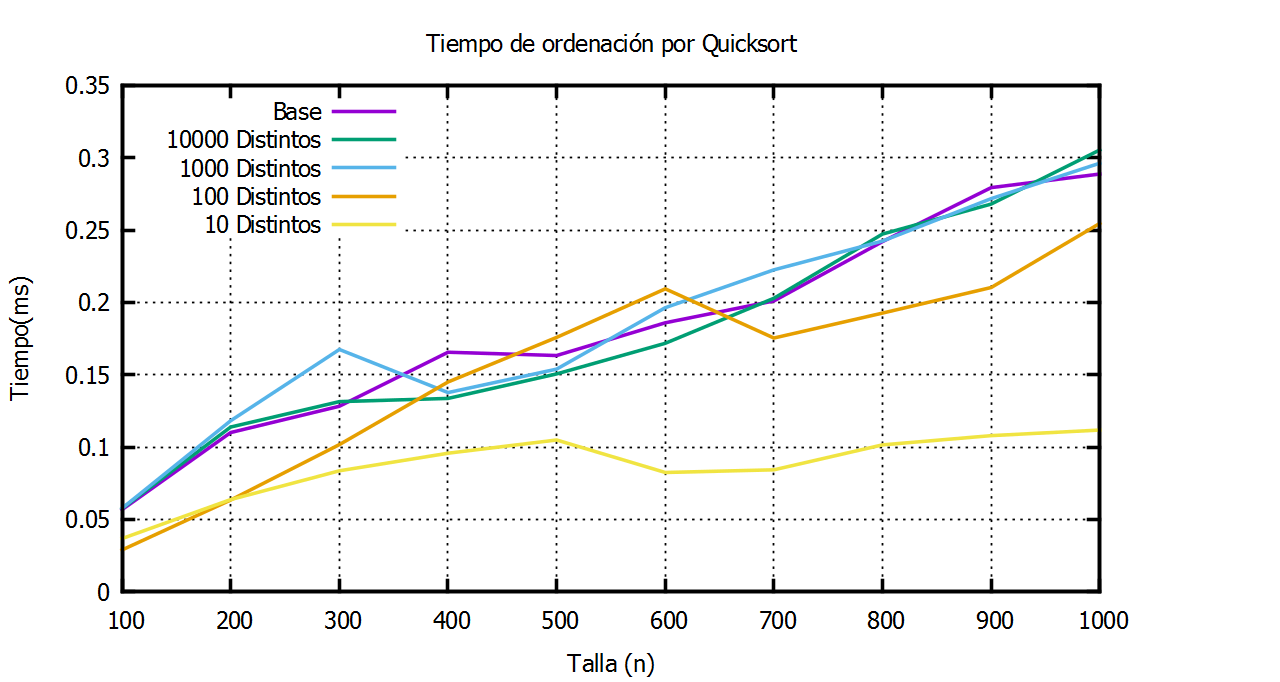 Tiempo de ordenación por Quicksort
0.35
0.3
0.25
0.2
0.15
0.1
0.05
0
Base
10000 Distintos
1000 Distintos
100 Distintos
10 Distintos
Tiempo(ms)
100 200 300 400 500 600 700 800 900 1000
Talla (n)